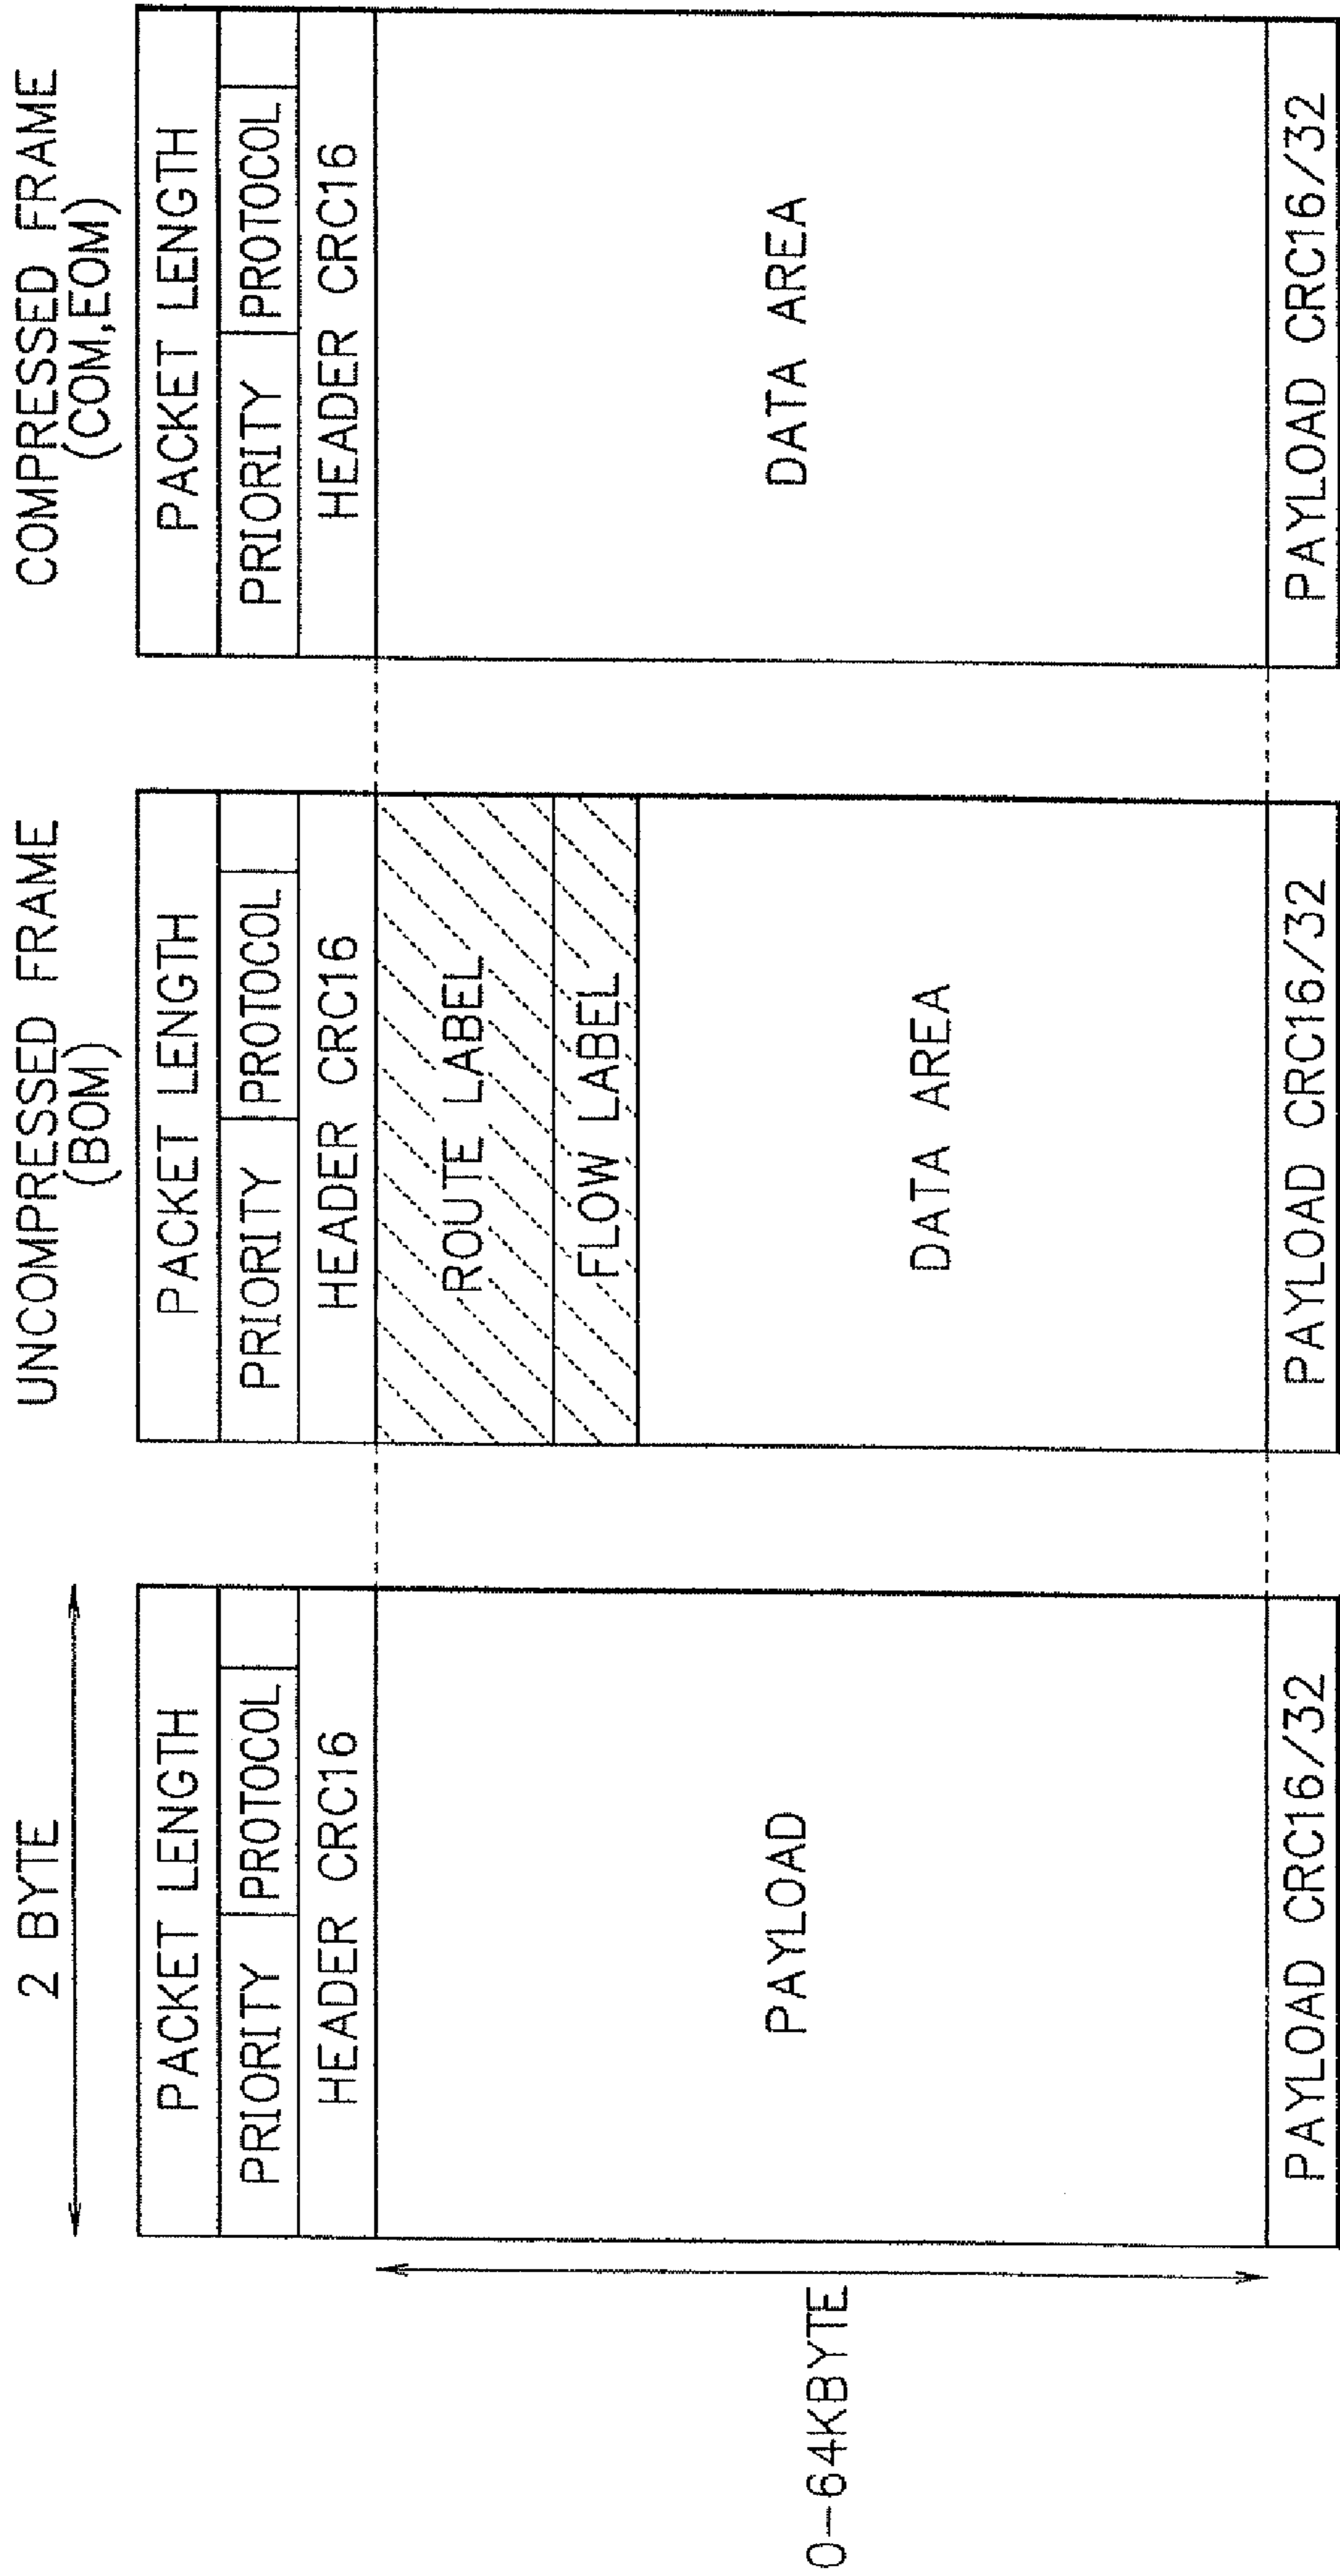 2 BYTE
0-64KBYTE
PACKET LENGTH
PRIORITY
PROTOCOL
HEADER CRC16
PAYLOAD
PAYLOAD CRC16/32
UNCOMPRESSED FRAME
(BOM)
PACKET LENGTH
PRIORITY
PROTOCOL
HEADER CRC16
ROUTE LABEL
FLOW LABEL
DATA AREA
PAYLOAD CRC16/32
COMPRESSED FRAME
(COM,EOM)
PACKET LENGTH
PRIORITY
PROTOCOL
HEADER CRC16
DATA AREA
PAYLOAD CRC16/32